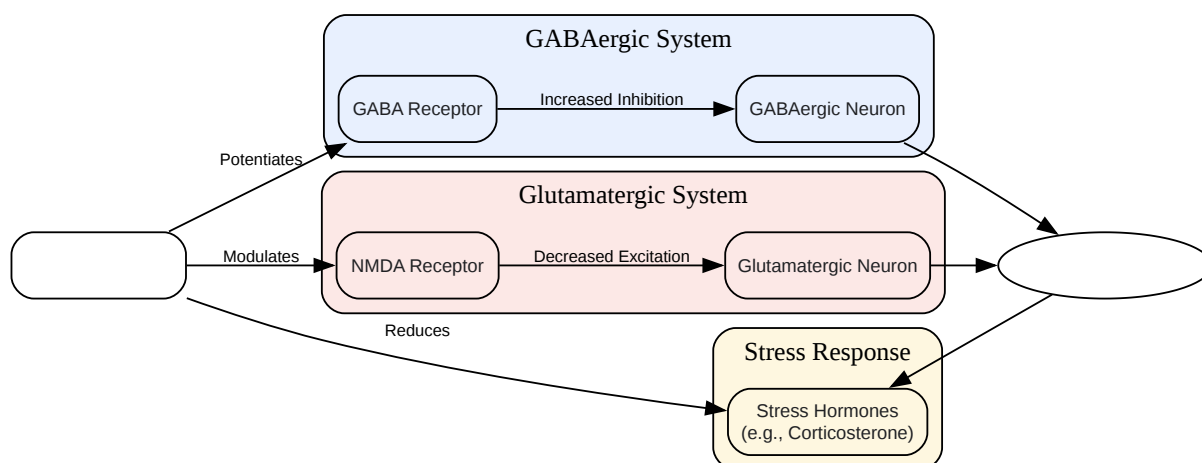 GABAergic System
GABA Receptor
Increased Inhibition
GABAergic Neuron
Potentiates
Glutamatergic System
Modulates
NMDA Receptor
Decreased Excitation
Glutamatergic Neuron
Reduces
Stress Response
Stress Hormones
(e.g., Corticosterone)